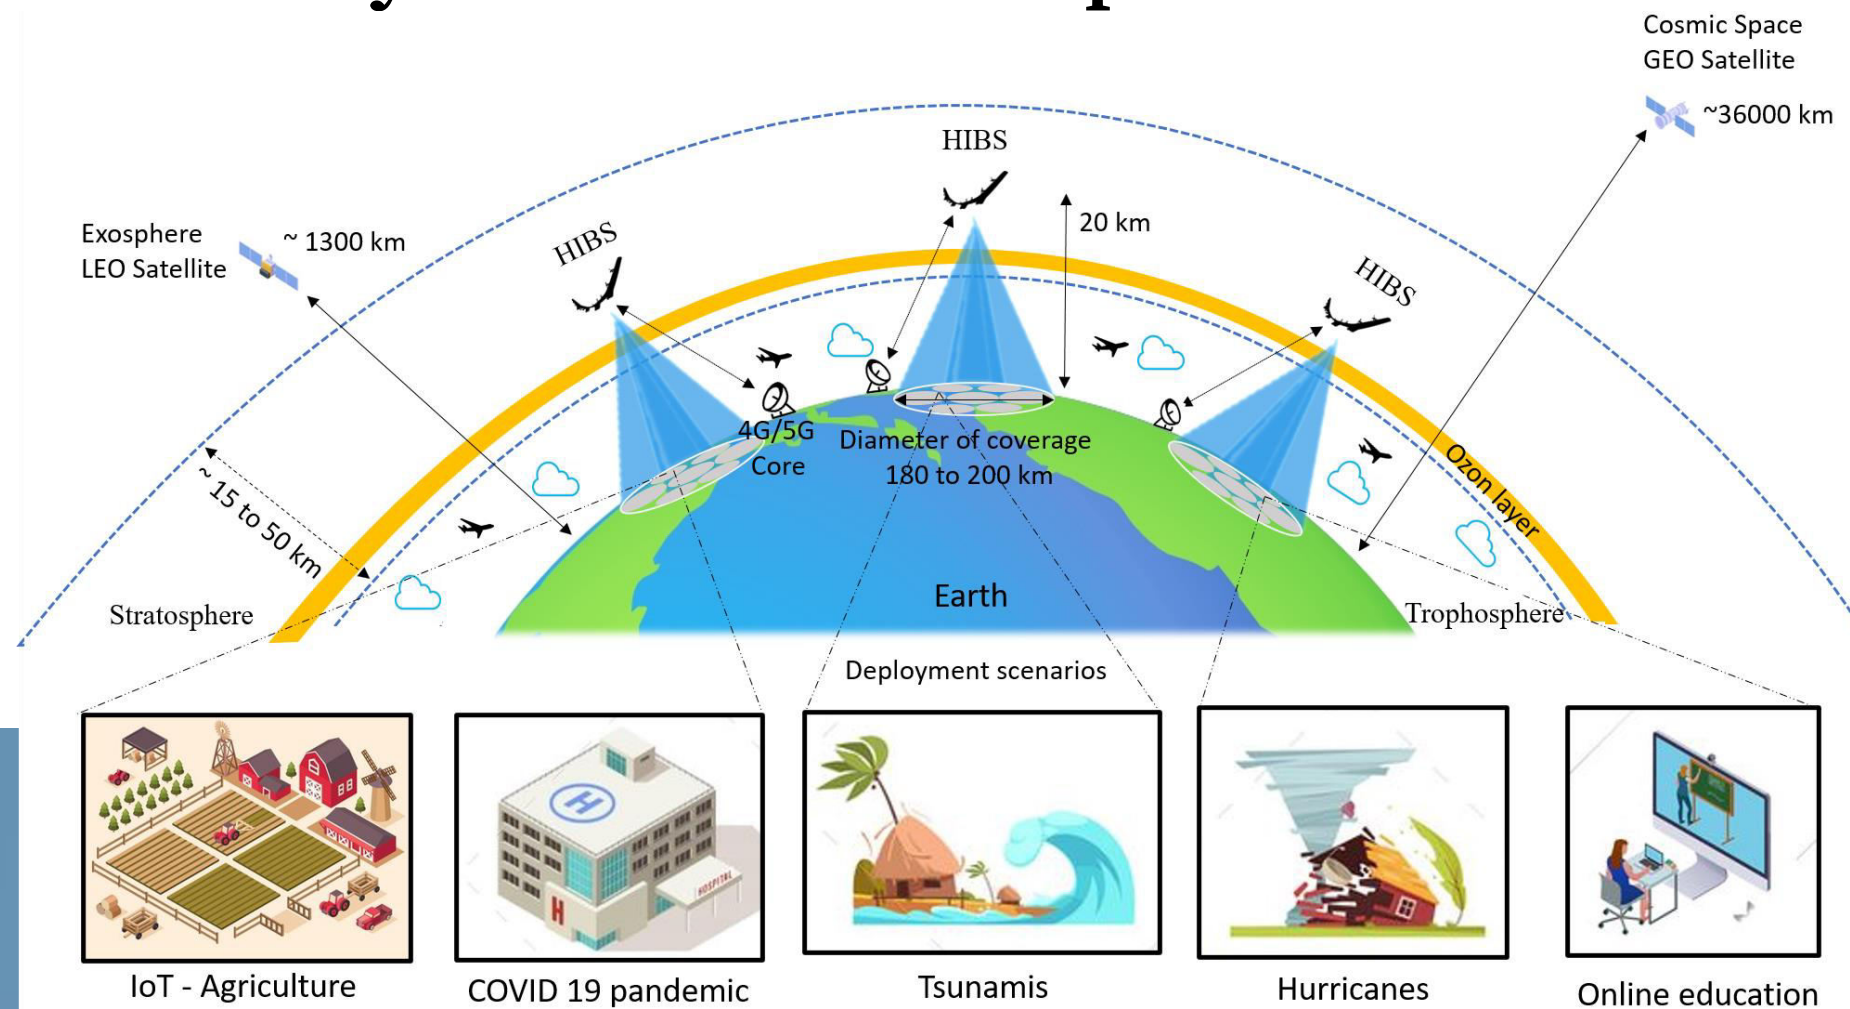 Cosmic Space
GEO Satellite
~36000 km
HIBS
20 km
Exosphere
LEO Satellite
~ 1300 km
HIBS
HIBS
4G/5G
Core
Diameter of coverage
180 to 200 km
Ozon layer
~ 15 to 50 km
Earth
Stratosphere
Trophosphere
Deployment scenarios
H
H
HOSPITAL
IoT - Agriculture
COVID 19 pandemic
Tsunamis
Hurricanes
Online education